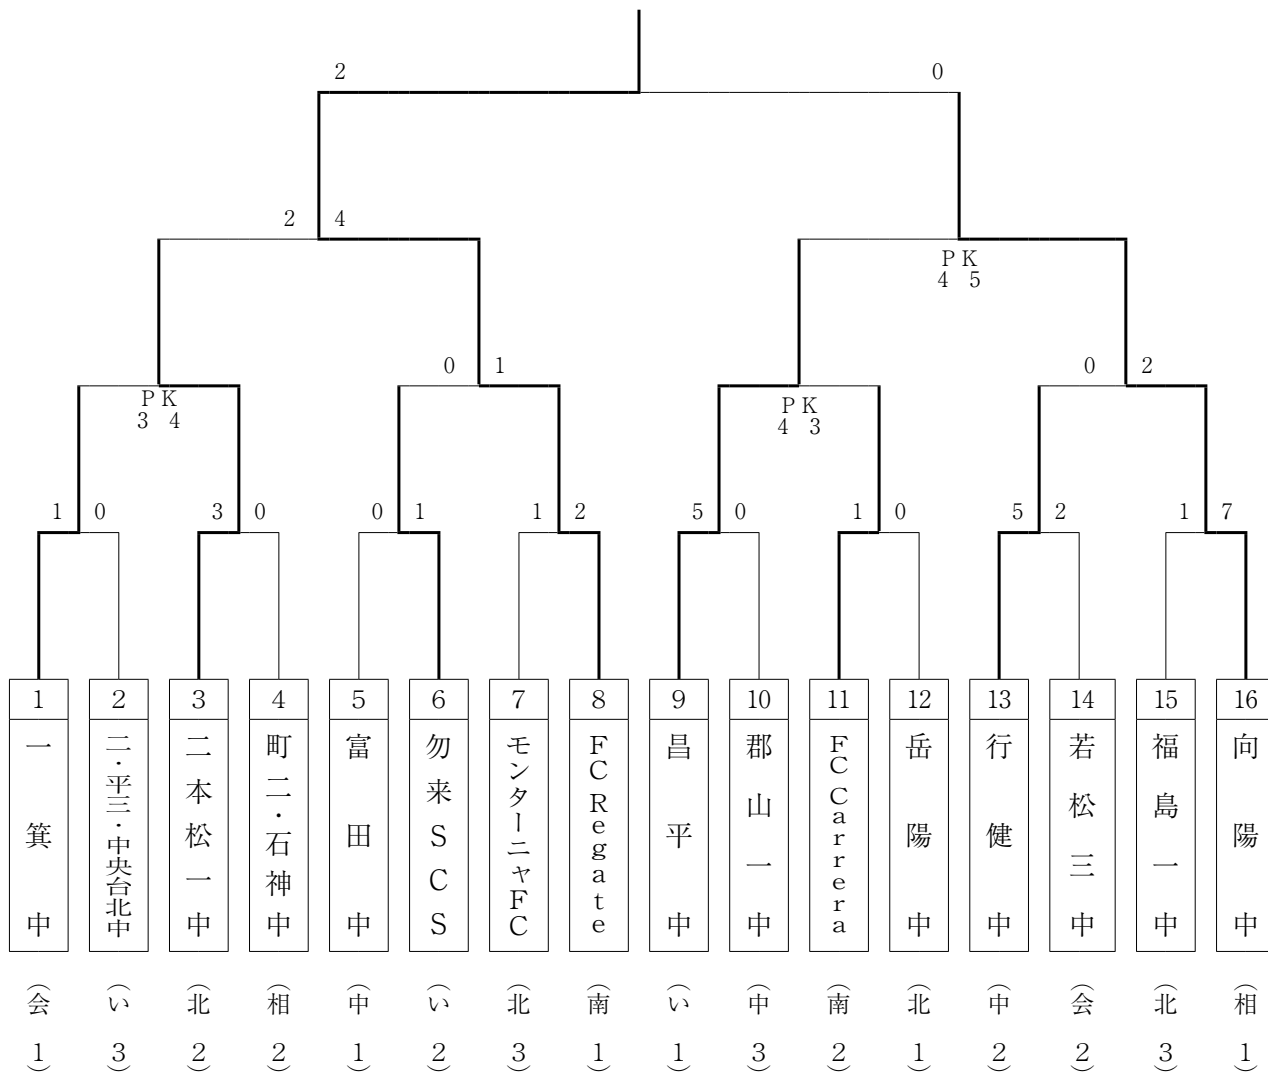 2 0
2 4
PK
4 5
0 1
0 2
PK
3 4
PK
4 3
1 0
3 0
0 1
1 2
5 0
1 0
5 2
1 7
1 2 3 4 5 6 7 8 9 10 11 12 13 14 15 16
一箕中
二・平三・中央台北中
二本松一中
町二・石神中
富田中
勿来SCS
モンターニャFC
FC Regate
昌平中
郡山一中
FC Carrera
岳陽中
行健中
若松三中
福島一中
向陽中
（会1）
（い3）
（北2）
（相2）
（中1）
（い2）
（北3）
（南1）
（い1）
（中3）
（南2）
（北1）
（中2）
（会2）
（北3）
（相1）